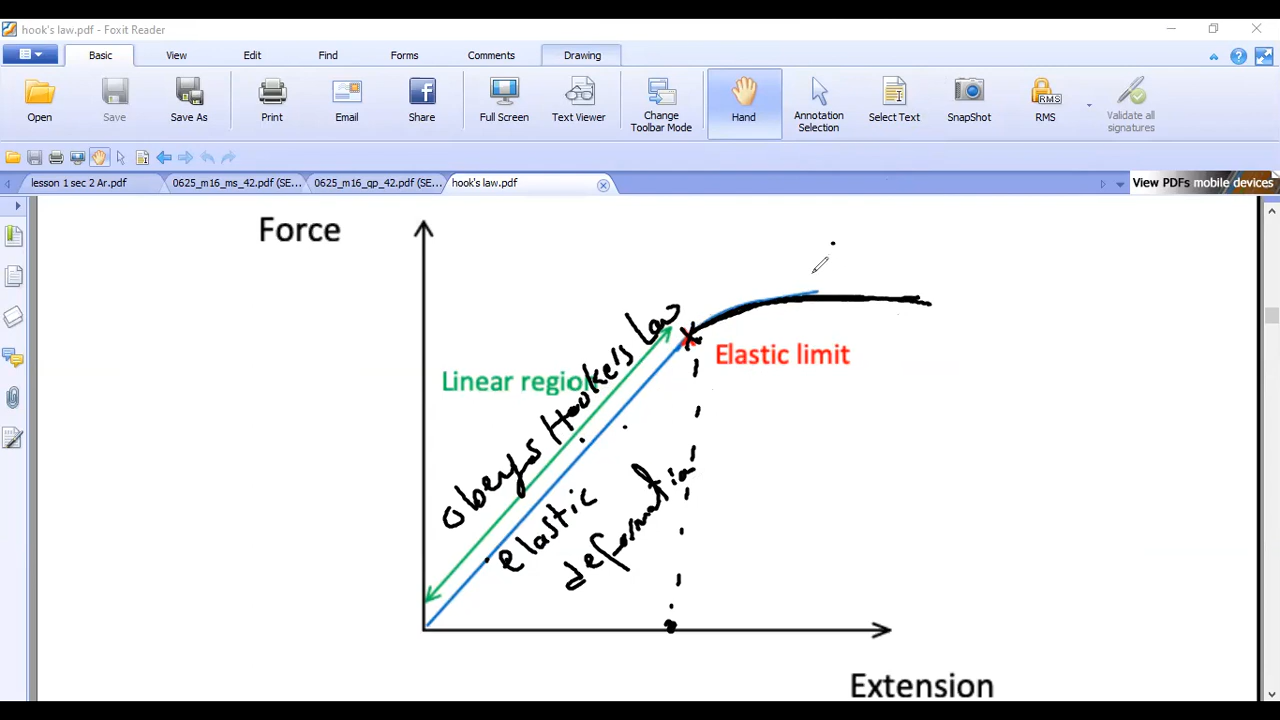 hook's law.pdf - Foxit Reader
Basic View Edit Find Forms Comments Drawing
Open Save Save As Print Email Share Full Screen Text Viewer Change Toolbar Mode Hand Annotation Selection Select Text SnapShot RMS Validate all signatures
lesson 1 sec 2 Ar.pdf 0625_m16_ms_42.pdf (SE... 0625_m16_qp_42.pdf (SE... hook's law.pdf View PDFs mobile devices
Force
Linear region
Elastic limit
obeys Hooke's law
elastic
deformation
Extension